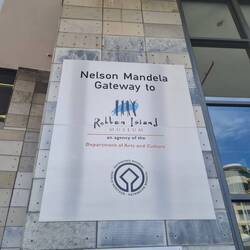 Nelson Mandela
Gateway to
Robben Island
MUSEUM
an agency of the
Department of Arts and Culture